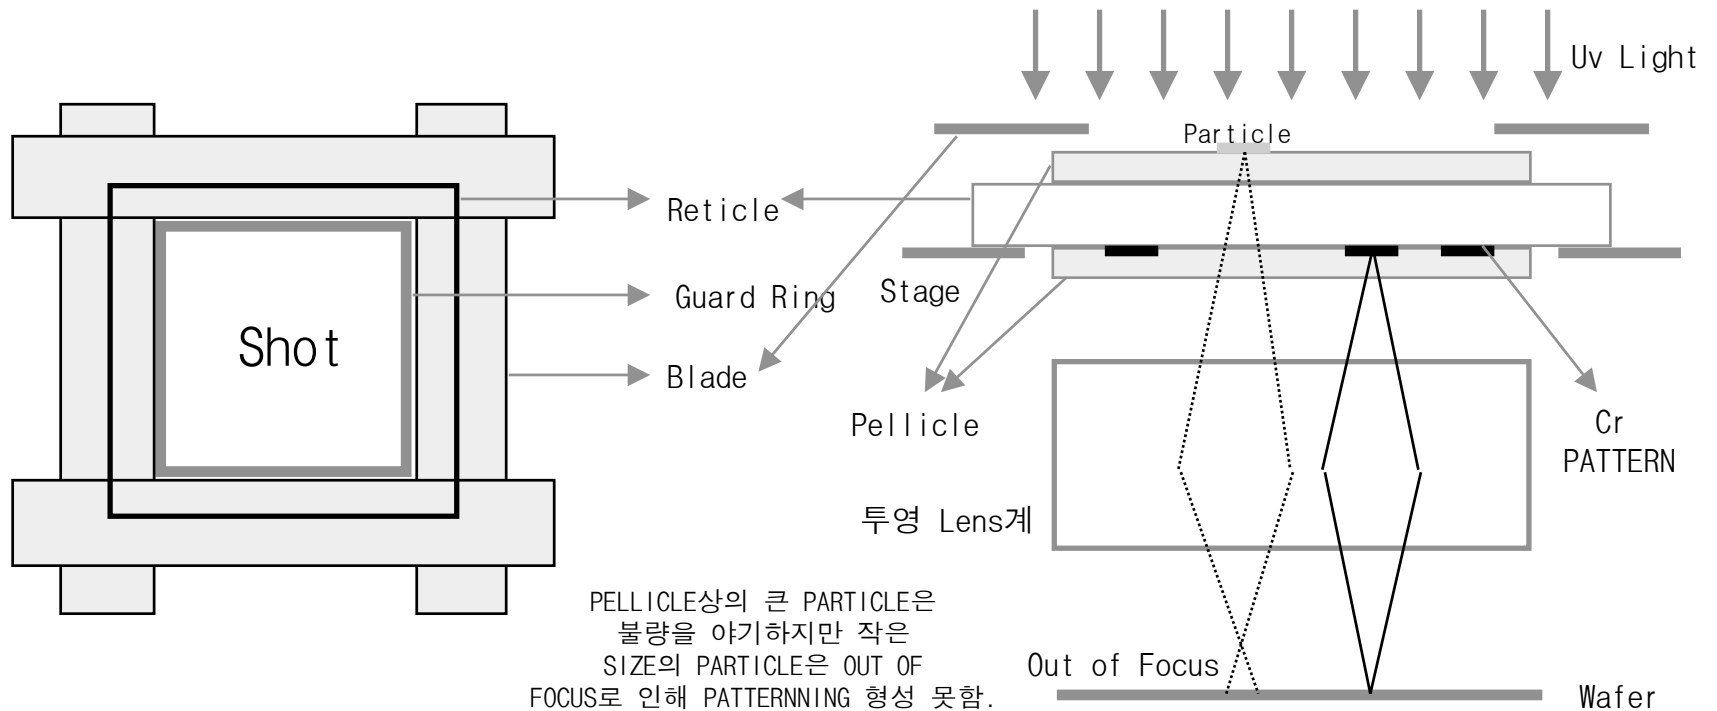 Uv Light
Particle
Reticle
Guard Ring
Stage
Shot
Blade
Pellicle
Cr
PATTERN
투영 Lens계
PELLICLE상의 큰 PARTICLE은
불량을 야기하지만 작은
SIZE의 PARTICLE은 OUT OF
FOCUS로 인해 PATTERNNING 형성 못함.
Out of Focus
Wafer